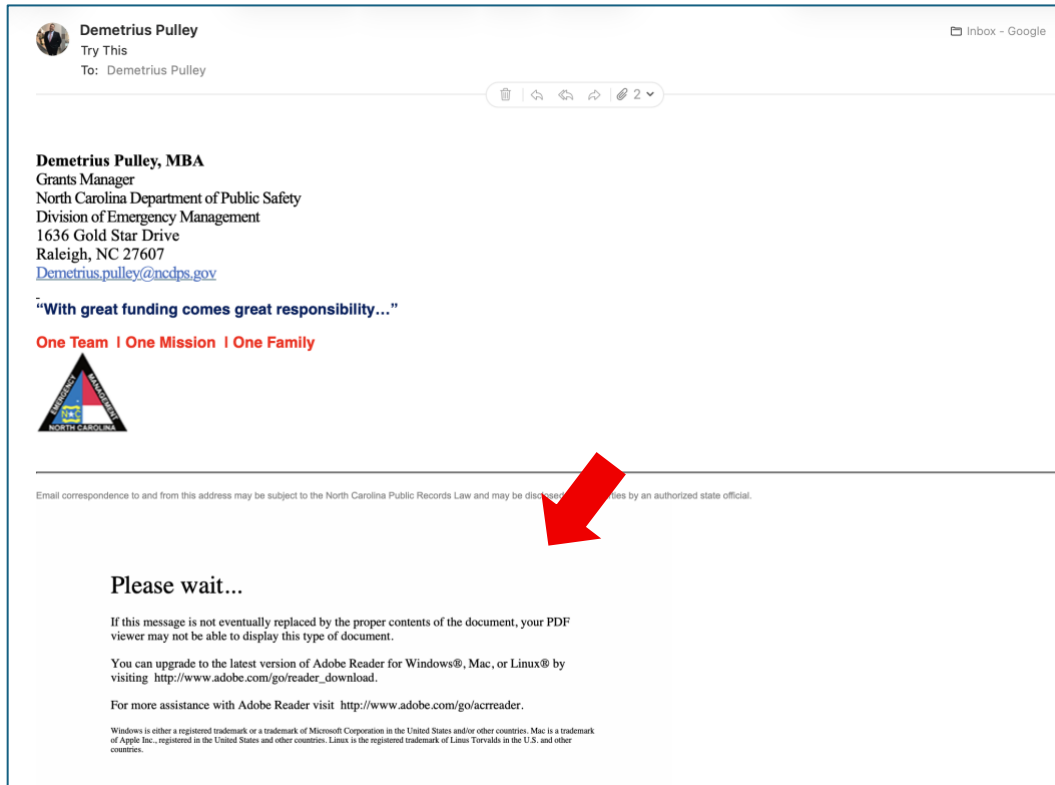 Demetrius Pulley
Inbox - Google
Try This
To: Demetrius Pulley
2
Demetrius Pulley, MBA
Grants Manager
North Carolina Department of Public Safety
Division of Emergency Management
1636 Gold Star Drive
Raleigh, NC 27607
Demetrius.pulley@ncdps.gov
“With great funding comes great responsibility…”
One Team | One Mission | One Family
EMERGENCY MANAGEMENT
N C
NORTH CAROLINA
Email correspondence to and from this address may be subject to the North Carolina Public Records Law and may be disclosed by an authorized state official.
Please wait...
If this message is not eventually replaced by the proper contents of the document, your PDF
viewer may not be able to display this type of document.
You can upgrade to the latest version of Adobe Reader for Windows®, Mac, or Linux® by
visiting http://www.adobe.com/go/reader_download.
For more assistance with Adobe Reader visit http://www.adobe.com/go/acrreader.
Windows is either a registered trademark or a trademark of Microsoft Corporation in the United States and/or other countries. Mac is a trademark
of Apple Inc., registered in the United States and other countries. Linux is the registered trademark of Linus Torvalds in the U.S. and other
countries.